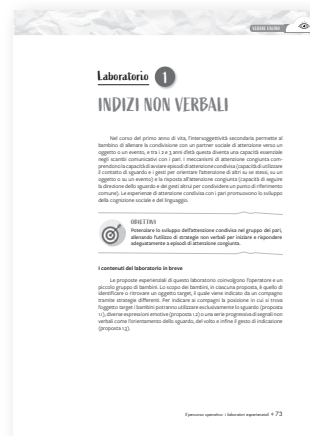 VEDERE L'ALTRO
Laboratorio 1
INDIZI NON VERBALI
Nel corso del primo anno di vita, l'intersoggettività secondaria permette al
bambino di allenare la condivisione con un partner sociale di attenzione verso un
oggetto o un evento, e tra i 2 e 3 anni d'età questa diventa una capacità essenziale
negli scambi comunicativi con i pari. I meccanismi di attenzione congiunta com-
prendono la capacità di avviare episodi di attenzione condivisa (capacità di utilizzare
il contatto di sguardo e i gesti per orientare l'attenzione di altri su se stessi, su un
oggetto o su un evento) e la risposta all'attenzione congiunta (capacità di seguire
la direzione dello sguardo e dei gesti altrui per condividere un punto di riferimento
comune). Le esperienze di attenzione condivisa con i pari promuovono lo sviluppo
della cognizione sociale e del linguaggio.
OBIETTIVI
Potenziare lo sviluppo dell'attenzione condivisa nel gruppo dei pari,
allenando l'utilizzo di strategie non verbali per iniziare e rispondere
adeguatamente a episodi di attenzione congiunta.
I contenuti del laboratorio in breve
Le proposte esperienziali di questo laboratorio coinvolgono l'operatore e un
piccolo gruppo di bambini. Lo scopo dei bambini, in ciascuna proposta, è quello di
identificare o ritrovare un oggetto target, il quale viene indicato da un compagno
tramite strategie differenti. Per indicare ai compagni la posizione in cui si trova
l'oggetto target i bambini potranno utilizzare esclusivamente lo sguardo (proposta
1.1), diverse espressioni emotive (proposta 1.2) o una serie progressiva di segnali non
verbali come l'orientamento dello sguardo, del volto e infine il gesto di indicazione
(proposta 1.3).
Il percorso operativo: i laboratori esperienziali • 73